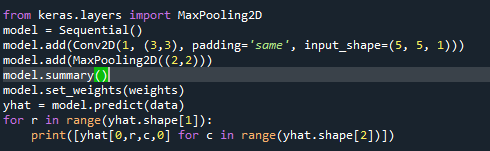 from keras.layers import MaxPooling2D
model = Sequential()
model.add(Conv2D(1, (3,3), padding='same', input_shape=(5, 5, 1)))
model.add(MaxPooling2D((2,2)))
model.summary()
model.set_weights(weights)
yhat = model.predict(data)
for r in range(yhat.shape[1]):
    print([yhat[0,r,c,0] for c in range(yhat.shape[2])])